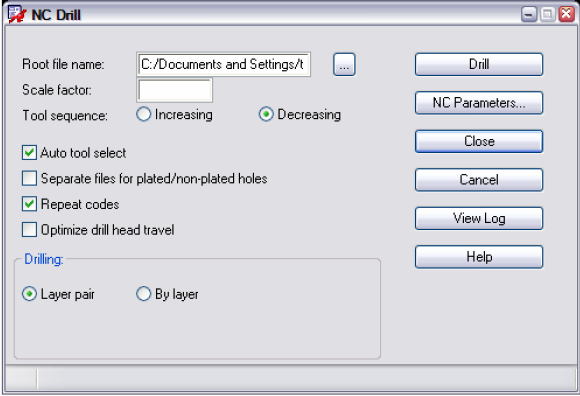 NC Drill
Root file name: C:/Documents and Settings/t ...
Scale factor:
Tool sequence: Increasing Decreasing
Auto tool select
Separate files for plated/non-plated holes
Repeat codes
Optimize drill head travel
Drilling:
Layer pair By layer
Drill
NC Parameters...
Close
Cancel
View Log
Help